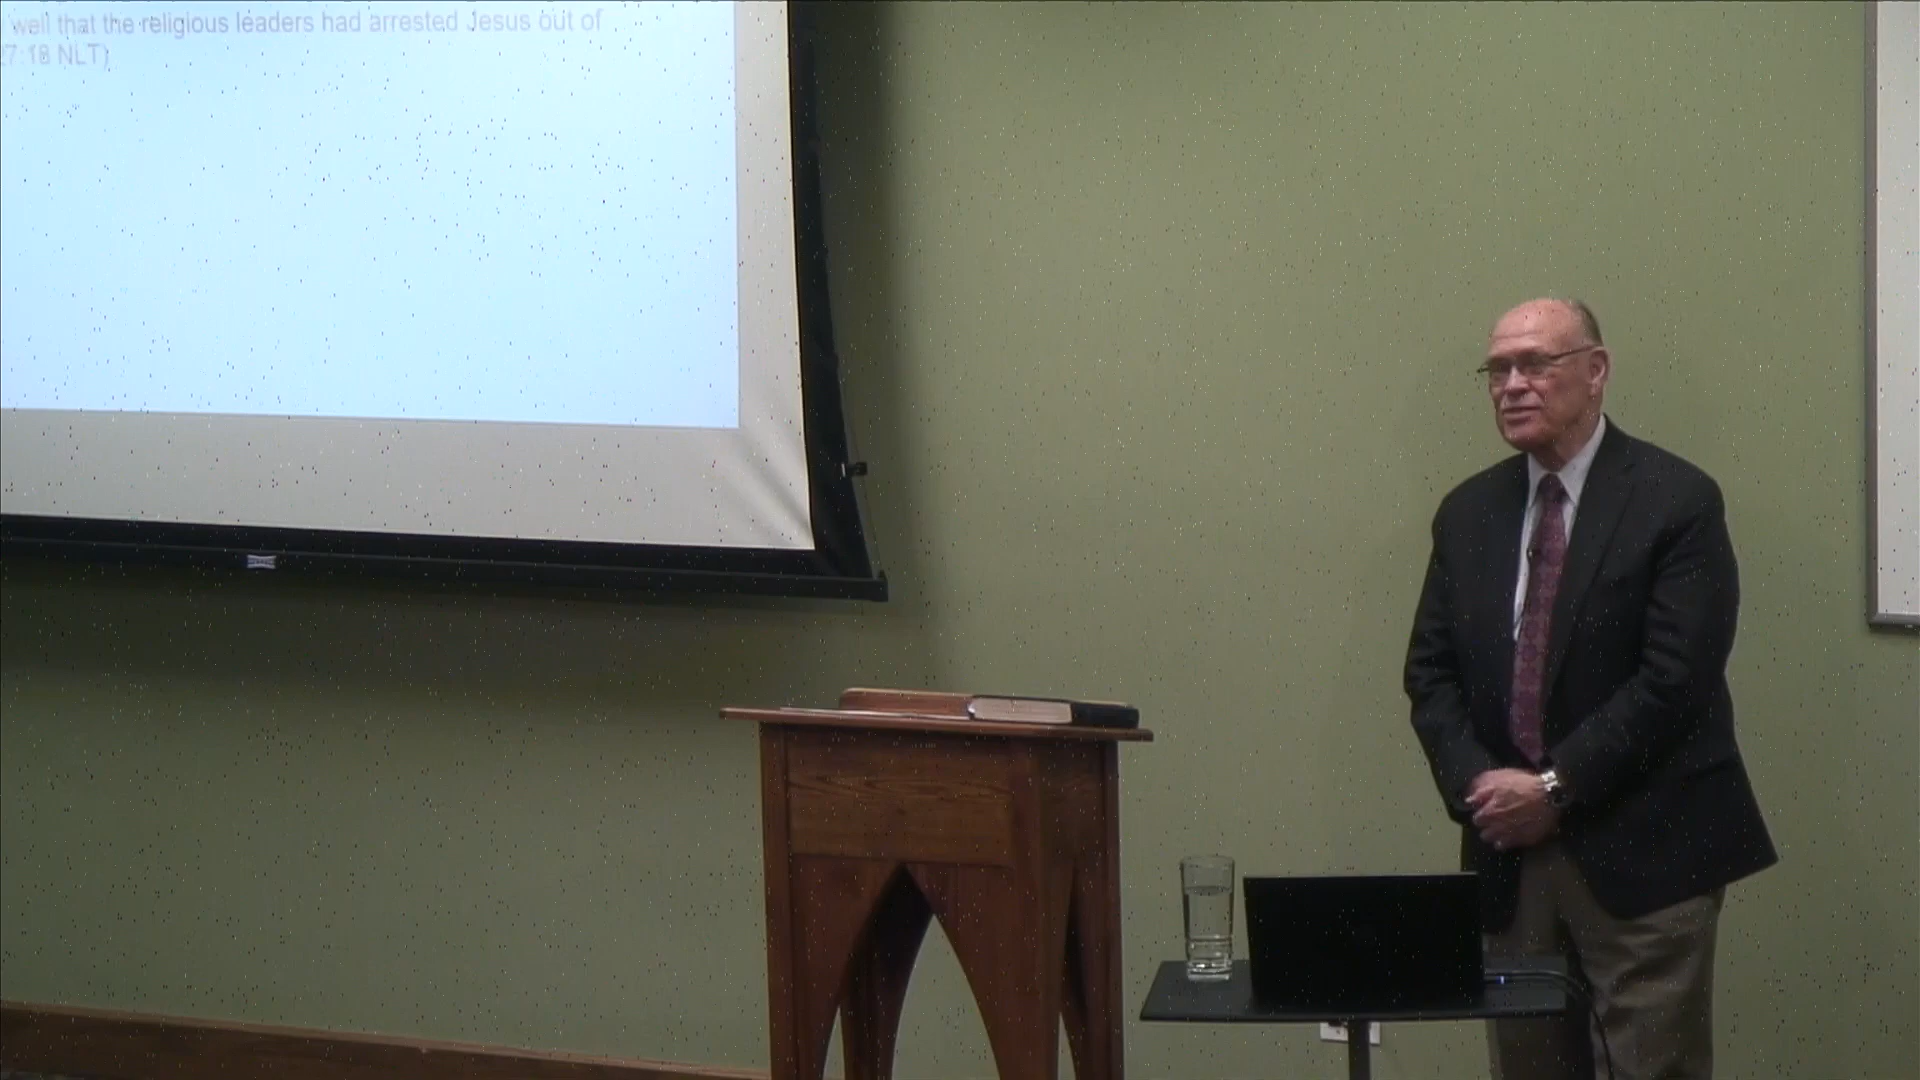 well that the religious leaders had arrested Jesus out of
27:18 NLT)